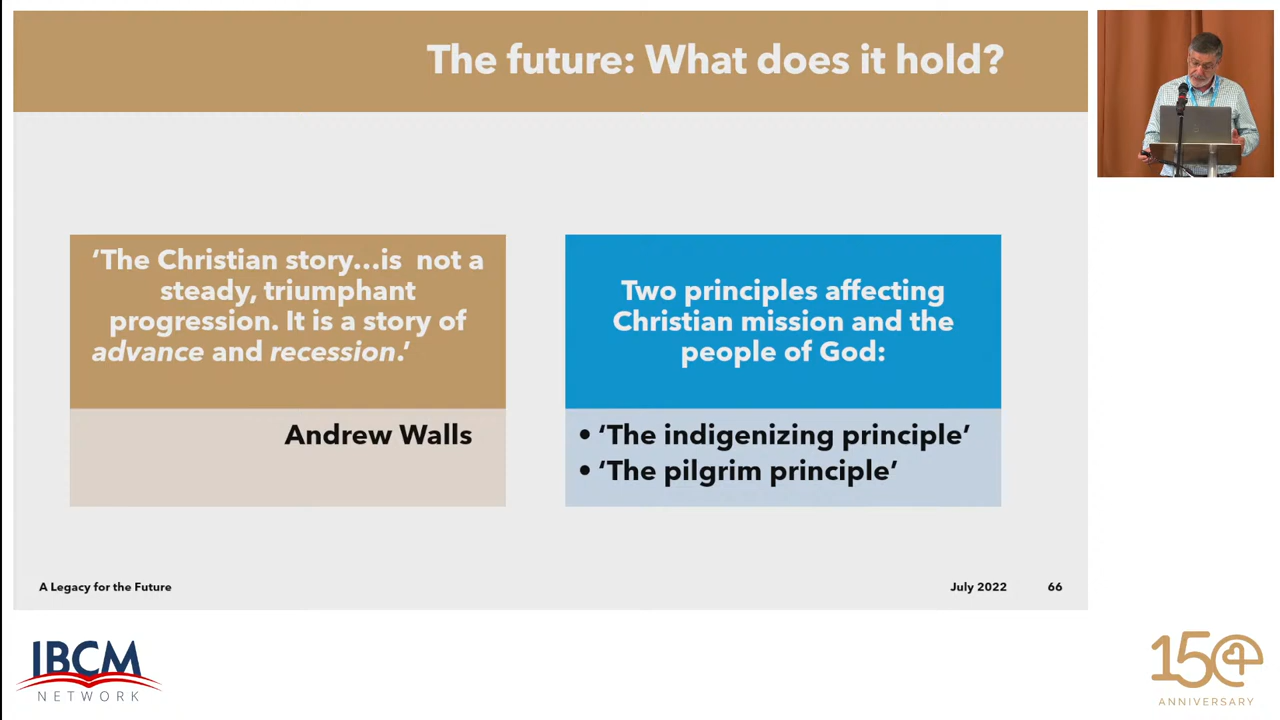 The future: What does it hold?
‘The Christian story…is  not a
steady, triumphant
progression. It is a story of
advance and recession.’
Andrew Walls
Two principles affecting
Christian mission and the
people of God:
• ‘The indigenizing principle’
• ‘The pilgrim principle’
A Legacy for the Future
July 2022
66
IBCM
NETWORK
150
ANNIVERSARY